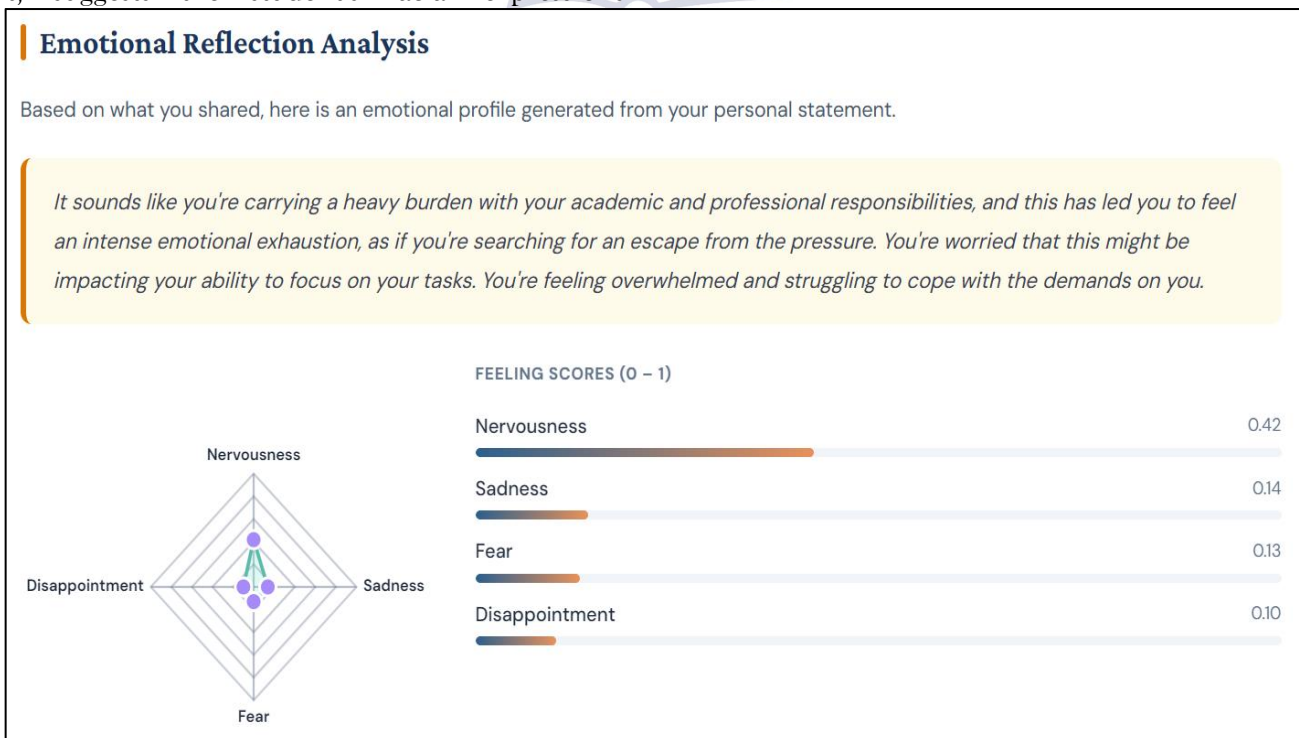 Emotional Reflection Analysis
Based on what you shared, here is an emotional profile generated from your personal statement.
It sounds like you're carrying a heavy burden with your academic and professional responsibilities, and this has led you to feel
an intense emotional exhaustion, as if you're searching for an escape from the pressure. You're worried that this might be
impacting your ability to focus on your tasks. You're feeling overwhelmed and struggling to cope with the demands on you.
FEELING SCORES (0 – 1)
Nervousness 0.42
Sadness 0.14
Fear 0.13
Disappointment 0.10
Nervousness
Disappointment
Sadness
Fear